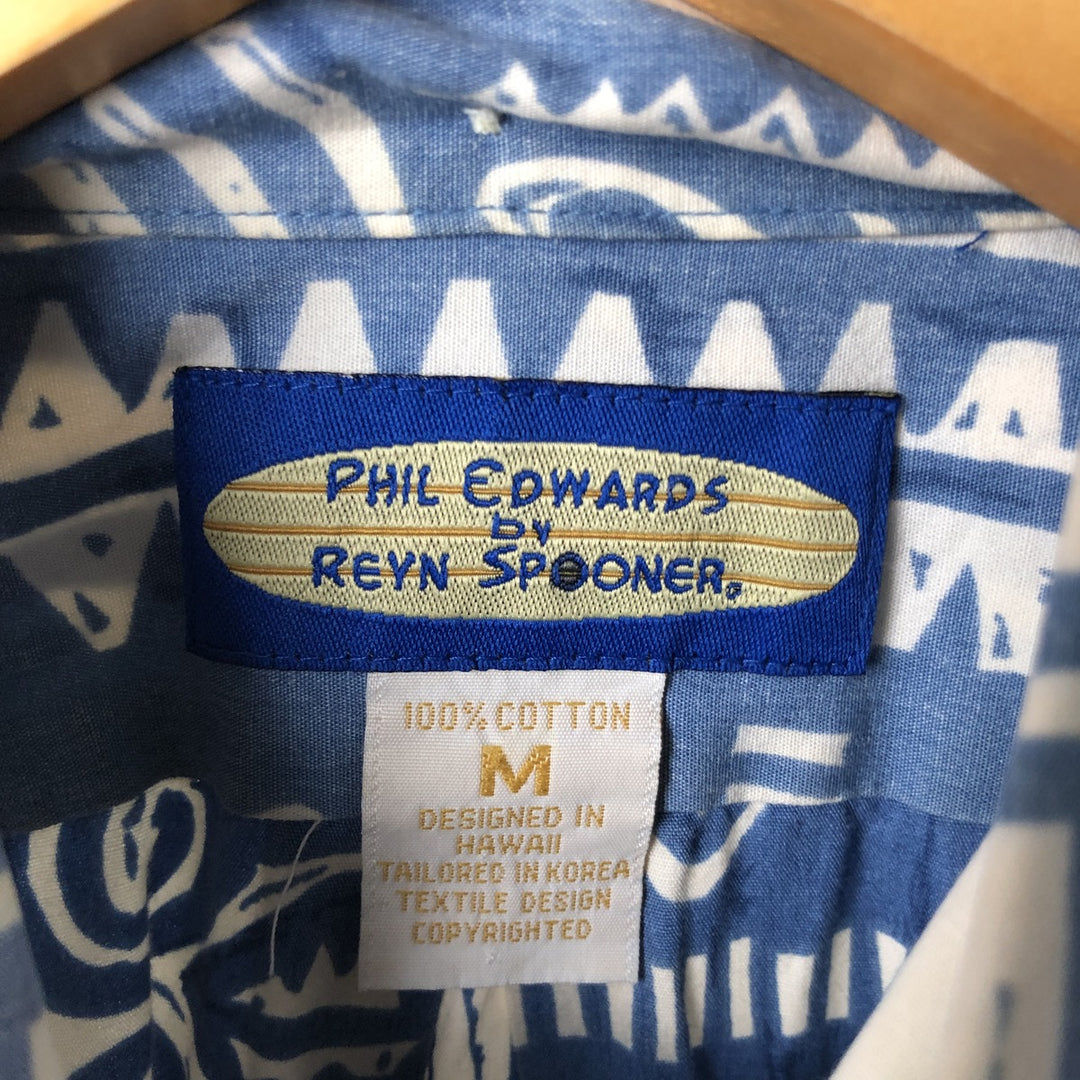 PHIL EDWARDS
by
REYN SPOONER®
100% COTTON
M
DESIGNED IN
HAWAII
TAILORED IN KOREA
TEXTILE DESIGN
COPYRIGHTED